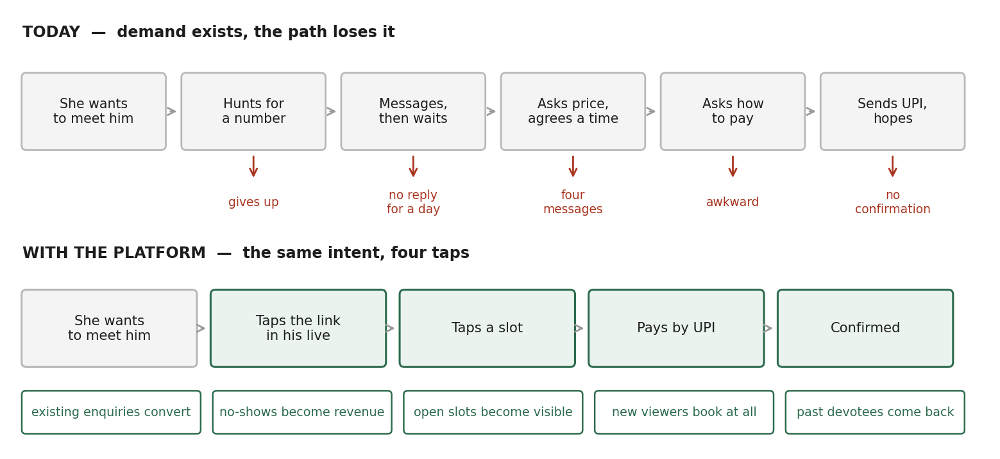 TODAY — demand exists, the path loses it
She wants
to meet him
Hunts for
a number
Messages,
then waits
Asks price,
agrees a time
Asks how
to pay
Sends UPI,
hopes
gives up
no reply
for a day
four
messages
awkward
no
confirmation
WITH THE PLATFORM — the same intent, four taps
She wants
to meet him
Taps the link
in his live
Taps a slot
Pays by UPI
Confirmed
existing enquiries convert
no-shows become revenue
open slots become visible
new viewers book at all
past devotees come back